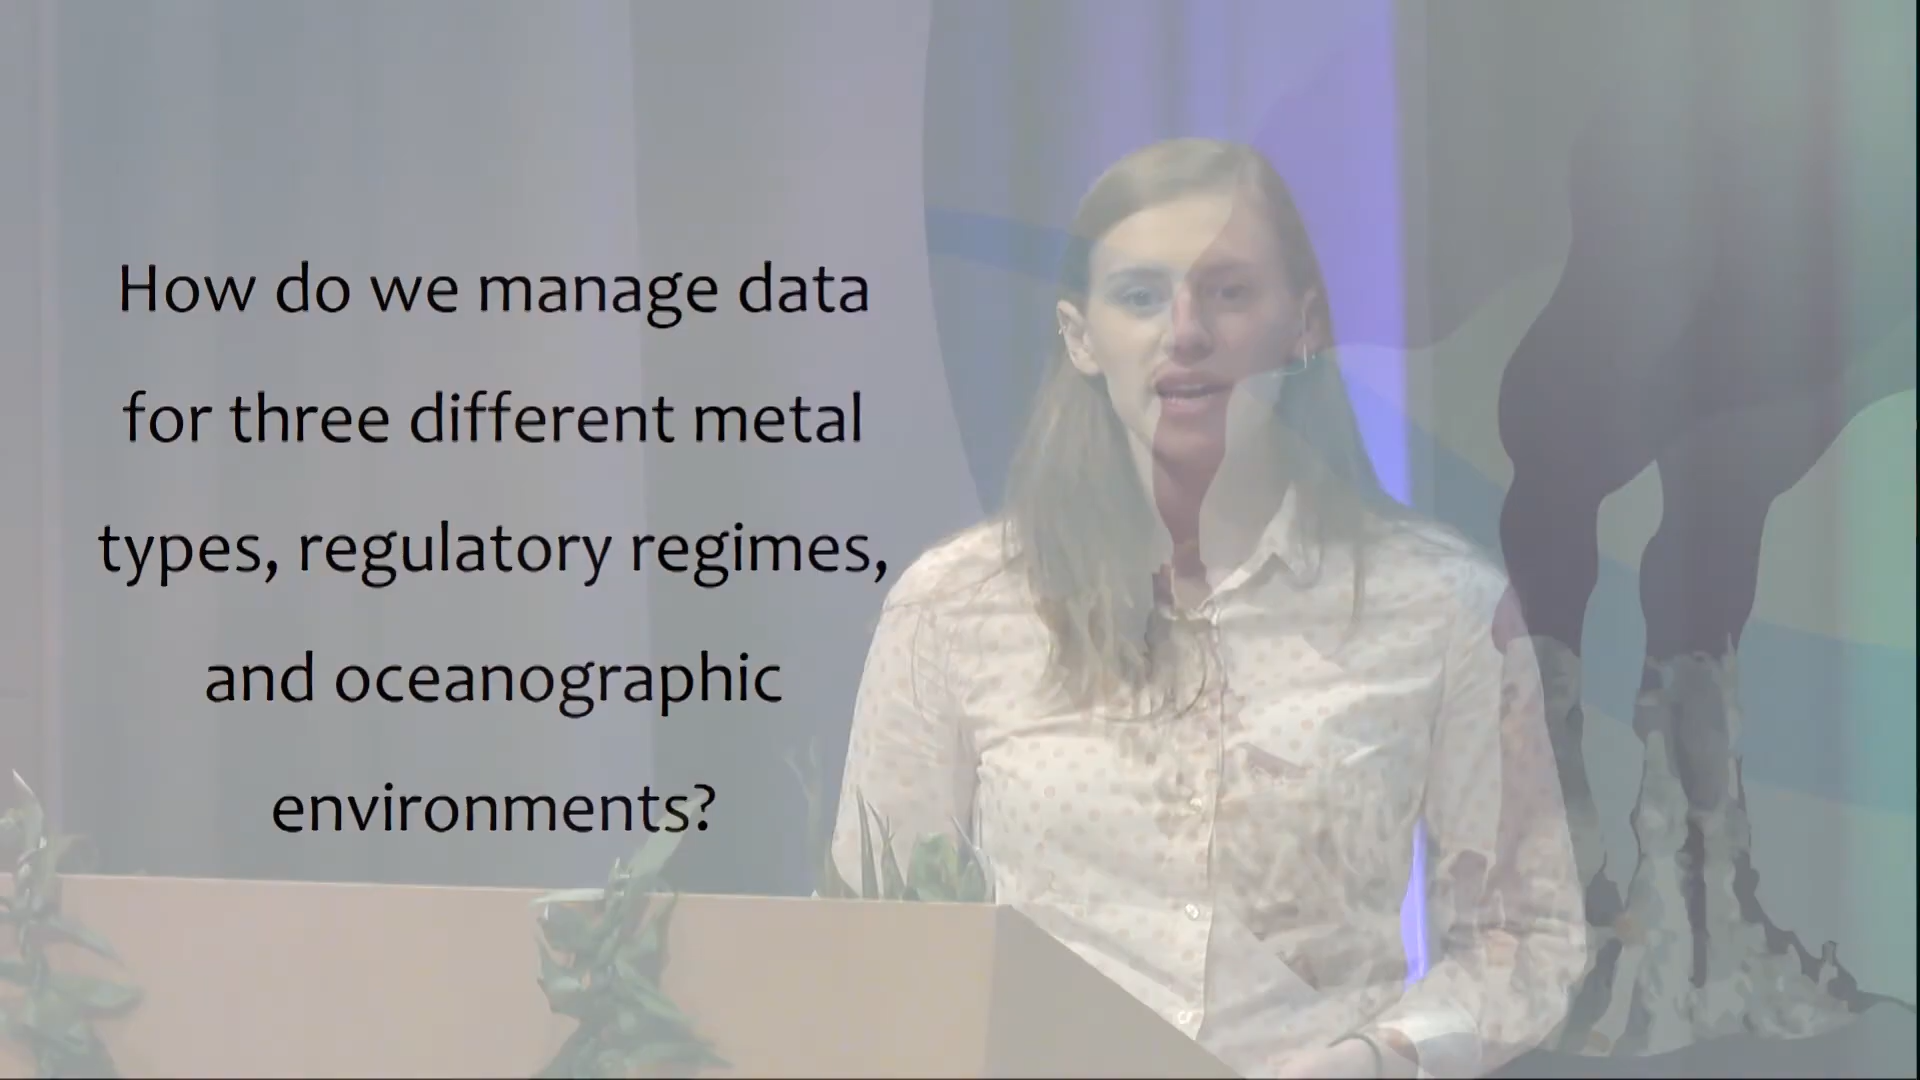 How do we manage data
for three different metal
types, regulatory regimes,
and oceanographic
environments?